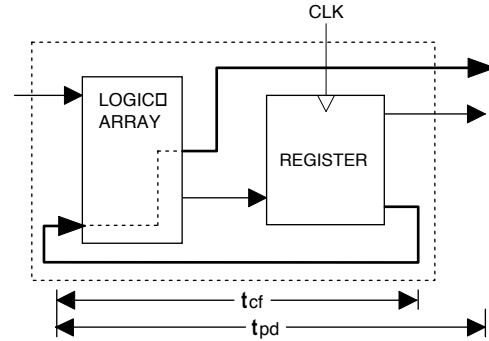 CLK
LOGIC□
ARRAY
REGISTER
tcf
tpd